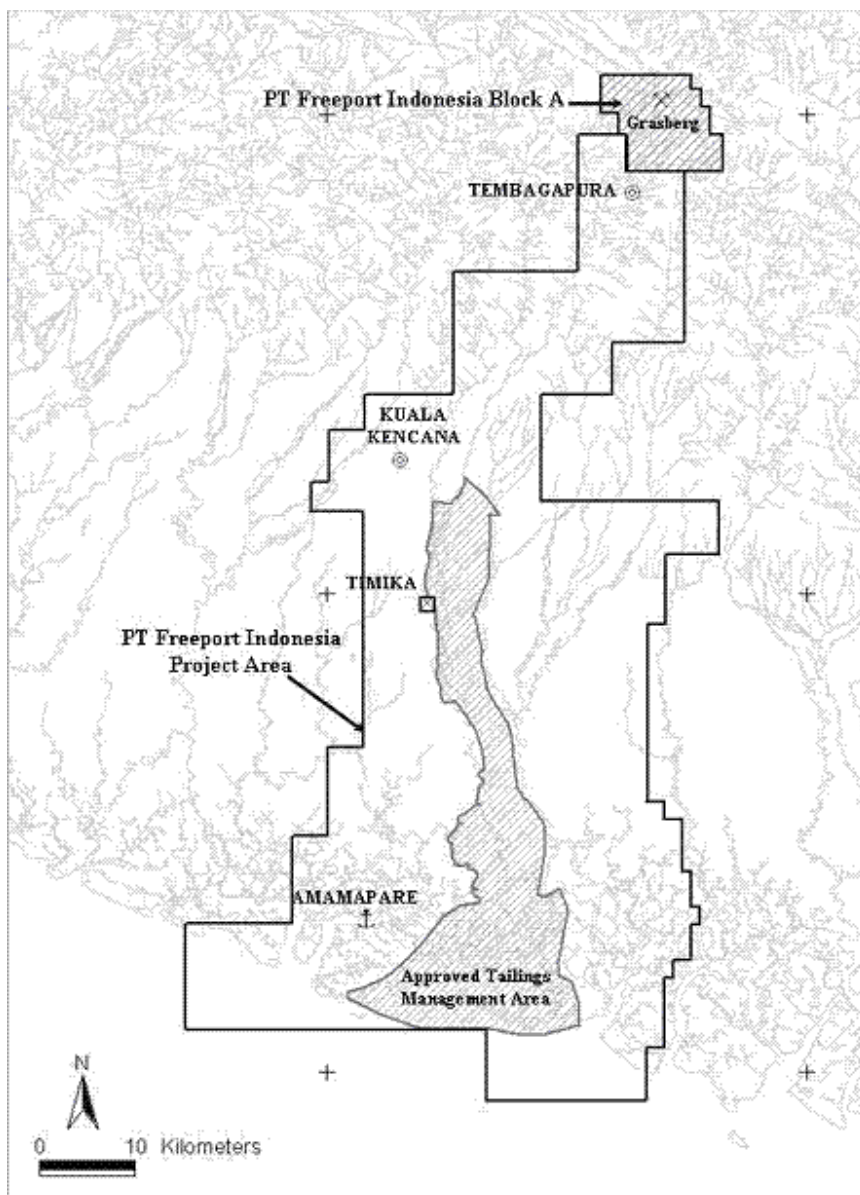 PT Freeport Indonesia Block A
Grasberg
TEMBAGAPURA
KUALA
KENCANA
TIMIKA
PT Freeport Indonesia
Project Area
AMAMAPARE
Approved Tailings
Management Area
N
0 10 Kilometers